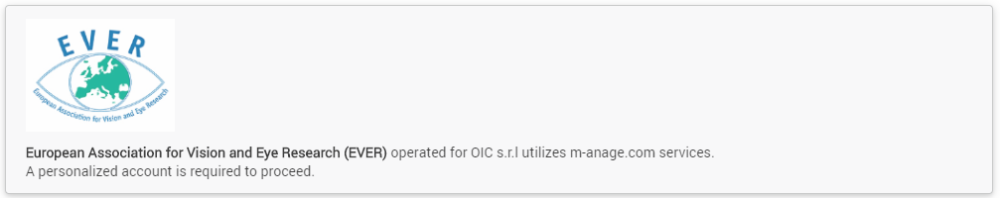 EVER
European Association for Vision and Eye Research
European Association for Vision and Eye Research (EVER) operated for OIC s.r.l utilizes m-anage.com services.
A personalized account is required to proceed.